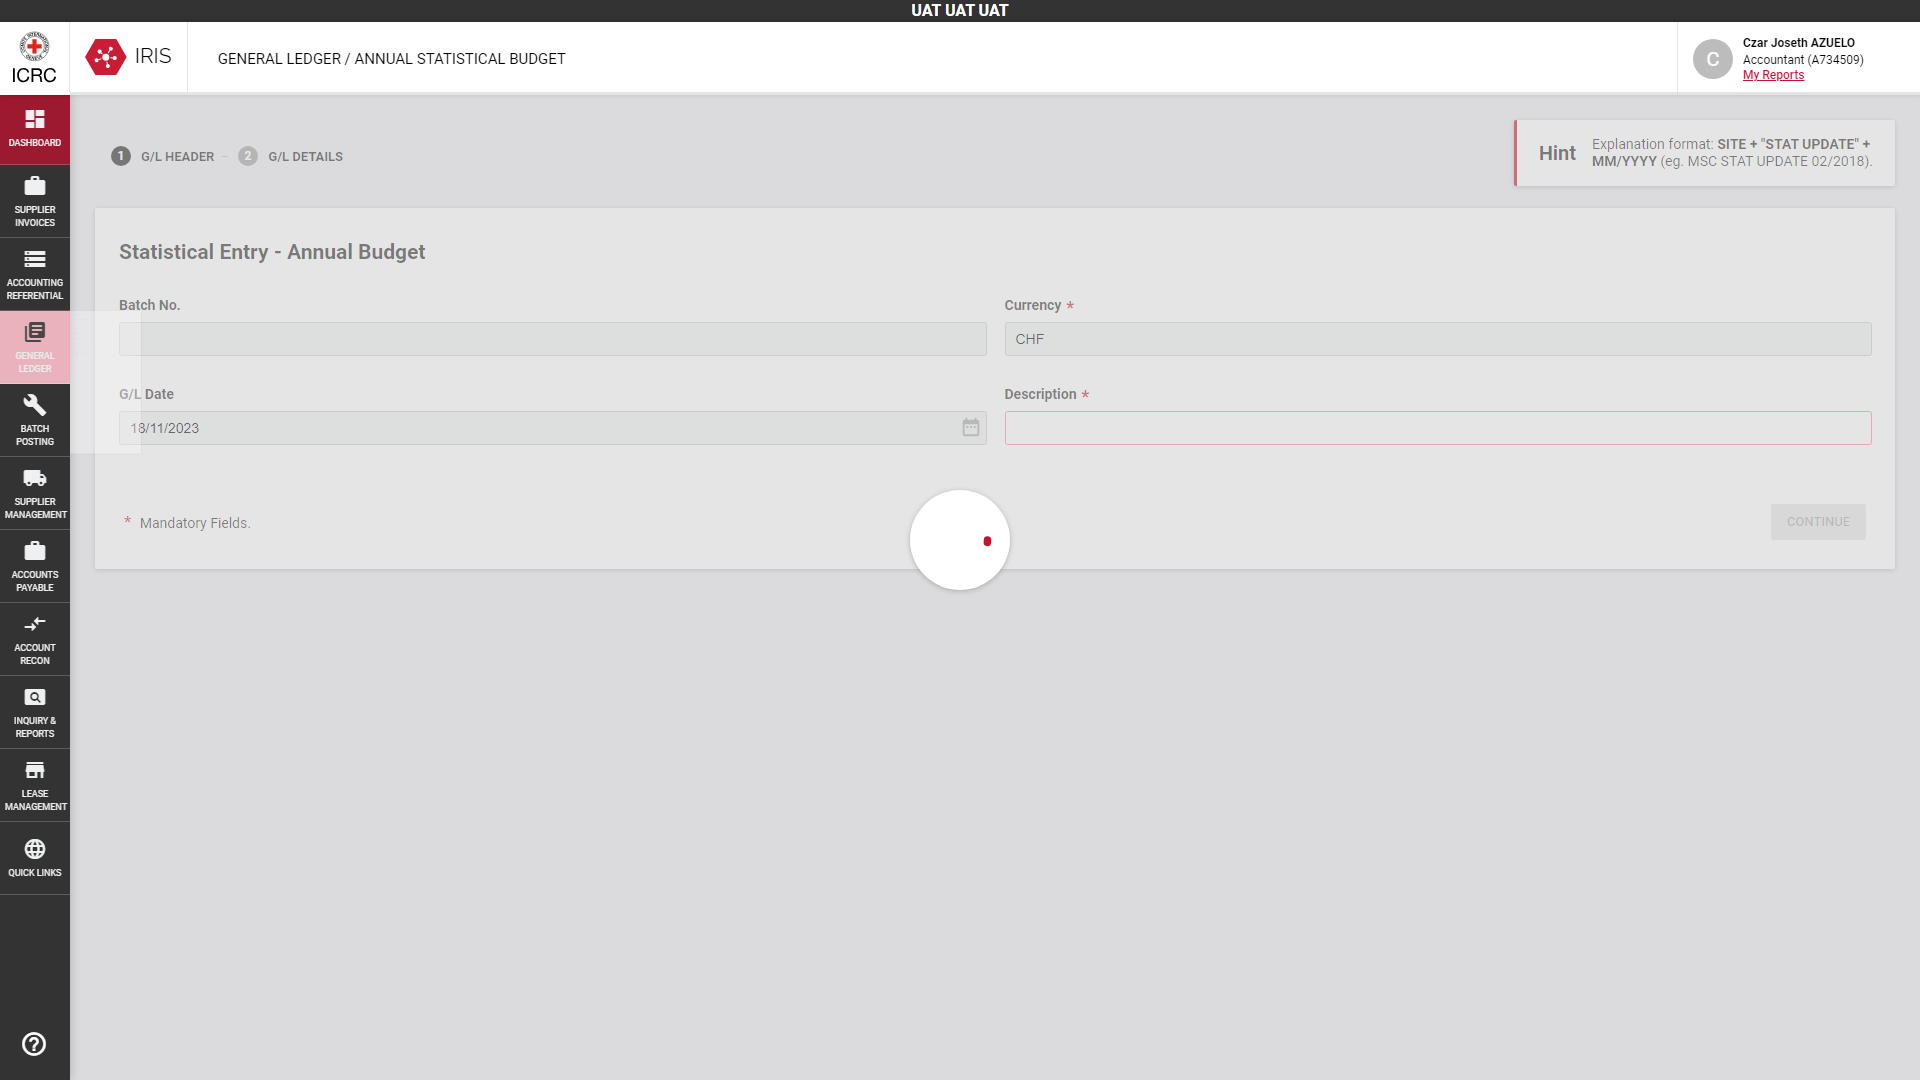 UAT UAT UAT
ICRC
IRIS
GENERAL LEDGER / ANNUAL STATISTICAL BUDGET
C
Czar Joseth AZUELO
Accountant (A734509)
My Reports
DASHBOARD
SUPPLIER
INVOICES
ACCOUNTING
REFERENTIAL
GENERAL
LEDGER
BATCH
POSTING
SUPPLIER
MANAGEMENT
ACCOUNTS
PAYABLE
ACCOUNT
RECON
INQUIRY &
REPORTS
LEASE
MANAGEMENT
QUICK LINKS
1 G/L HEADER 2 G/L DETAILS
Hint
Explanation format: SITE + "STAT UPDATE" +
MM/YYYY (eg. MSC STAT UPDATE 02/2018).
Statistical Entry - Annual Budget
Batch No.
Currency *
CHF
G/L Date
18/11/2023
Description *
* Mandatory Fields.
CONTINUE